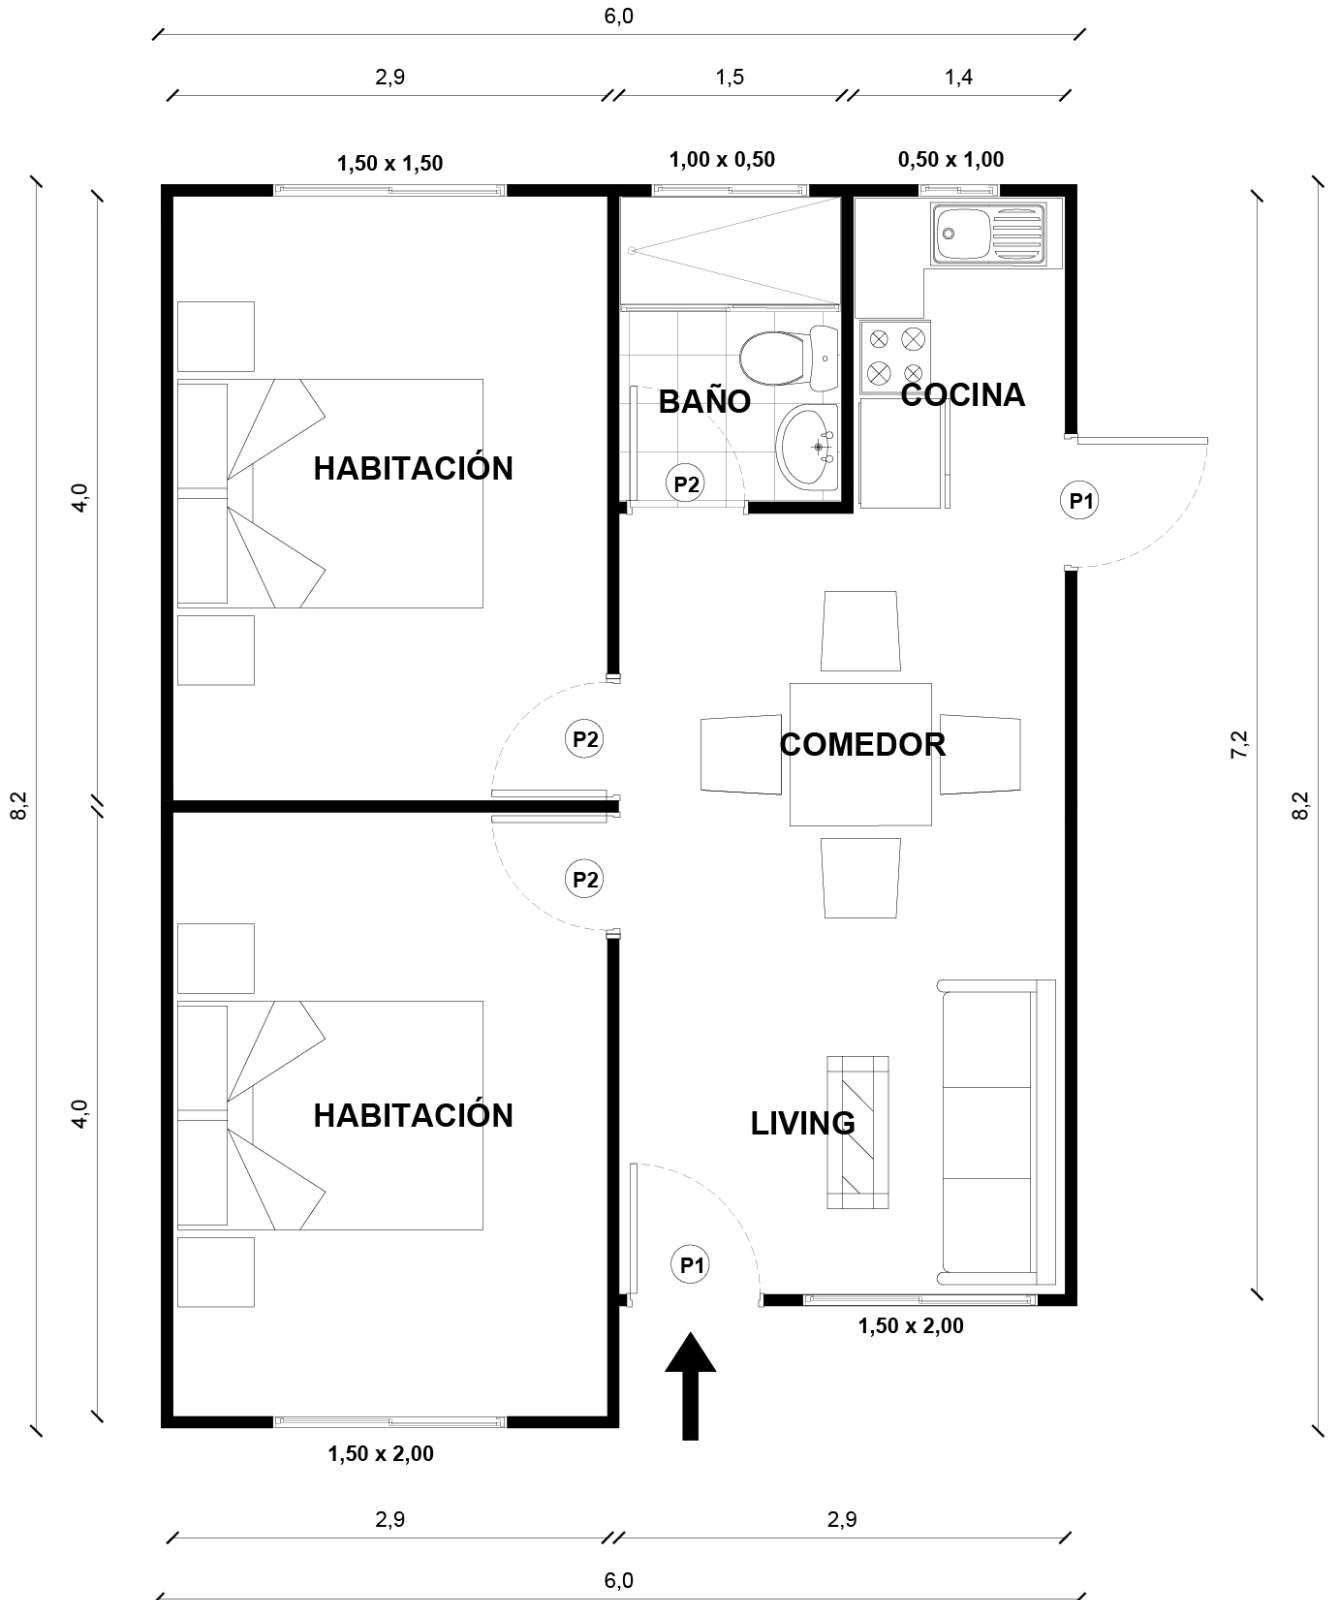 6,0
2,9
1,5
1,4
1,50 x 1,50
1,00 x 0,50
0,50 x 1,00
BAÑO
COCINA
HABITACIÓN
P2
4,0
P1
P2
COMEDOR
7,2
8,2
8,2
P2
4,0
HABITACIÓN
LIVING
P1
1,50 x 2,00
1,50 x 2,00
2,9
2,9
6,0